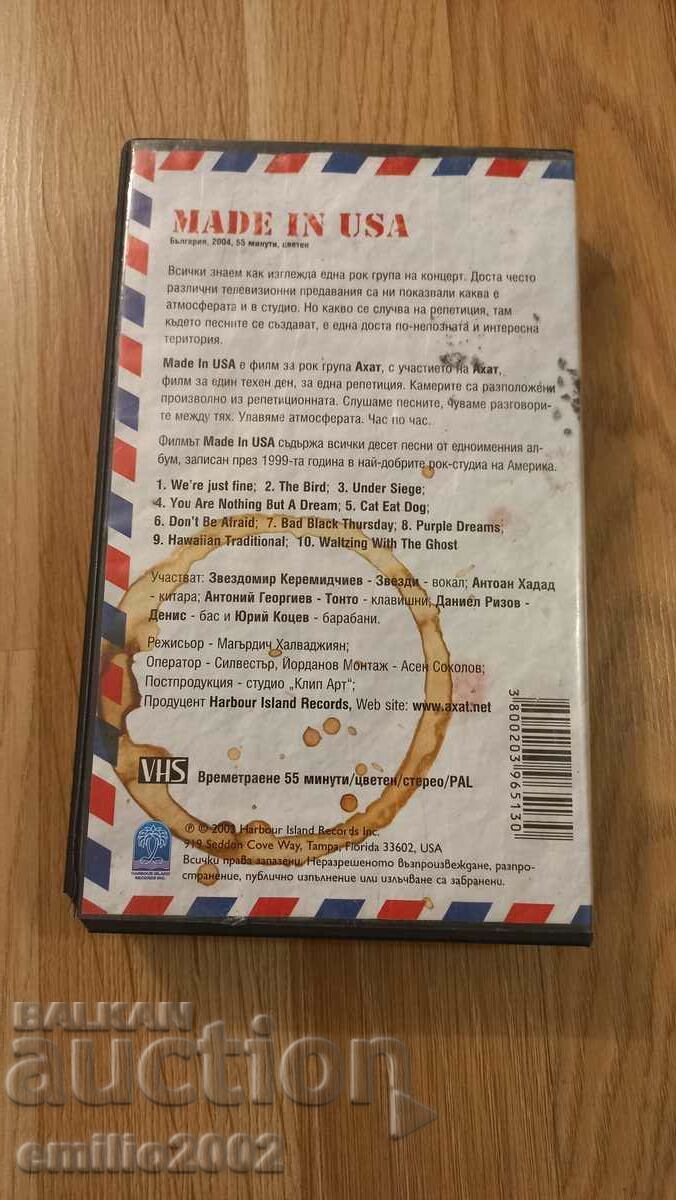 MADE IN USA
България, 2004, 55 минути, цветен
Всички знаем как изглежда една рок група на концерт. Доста често
различни телевизионни предавания са ни показвали каква е
атмосферата и в студио. Но какво се случва на репетиция, там
където песните се създават, е една доста по-непозната и интересна
територия.
Made In USA е филм за рок група Ахат, с участието на Ахат,
филм за един техен ден, за една репетиция. Камерите са разположени
произволно из репетиционната. Слушаме песните, чуваме разговори-
те между тях. Улавяме атмосферата. Час по час.
Филмът Made In USA съдържа всички десет песни от едноименния ал-
бум, записан през 1999-та година в най-добрите рок-студиа на Америка.
1. We're just fine; 2. The Bird; 3. Under Siege;
4. You Are Nothing But A Dream; 5. Cat Eat Dog;
6. Don't Be Afraid; 7. Bad Black Thursday; 8. Purple Dreams;
9. Hawaiian Traditional; 10. Waltzing With The Ghost
Участват: Звездомир Керемидчиев - Звезди - вокал; Антоан Хадад
- китара; Антоний Георгиев - Тонто - клавишни; Даниел Ризов -
Денис - бас и Юрий Коцев - барабани.
Режисьор - Магърдич Халваджиян;
Оператор - Силвестър, Йорданов Монтаж - Асен Соколов;
Постпродукция - студио „Клип Арт";
Продуцент Harbour Island Records, Web site: www.axat.net
3800203965130
VHS Времетраене 55 минути/цветен/стерео/PAL
℗ © 2003 Harbour Island Records Inc.
919 Seddon Cove Way, Tampa, Florida 33602, USA
Всички права запазени. Неразрешеното възпроизвеждане, разпро-
странение, публично изпълнение или излъчване са забранени.
HARBOUR ISLAND
RECORDS INC.
BALKAN
auction
emilio2002